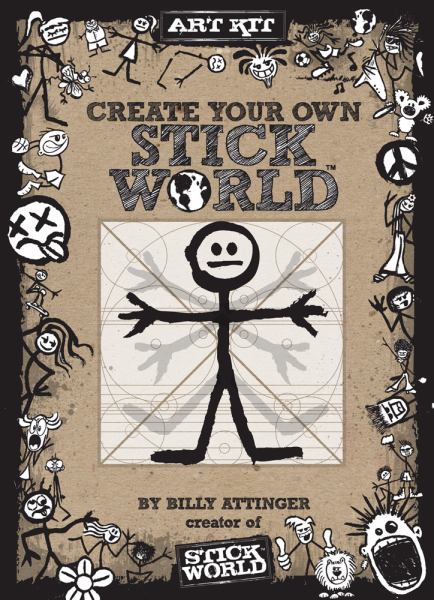 ART KIT
CREATE YOUR OWN
STICK
WORLD™
BY BILLY ATTINGER
creator of
STICK
WORLD